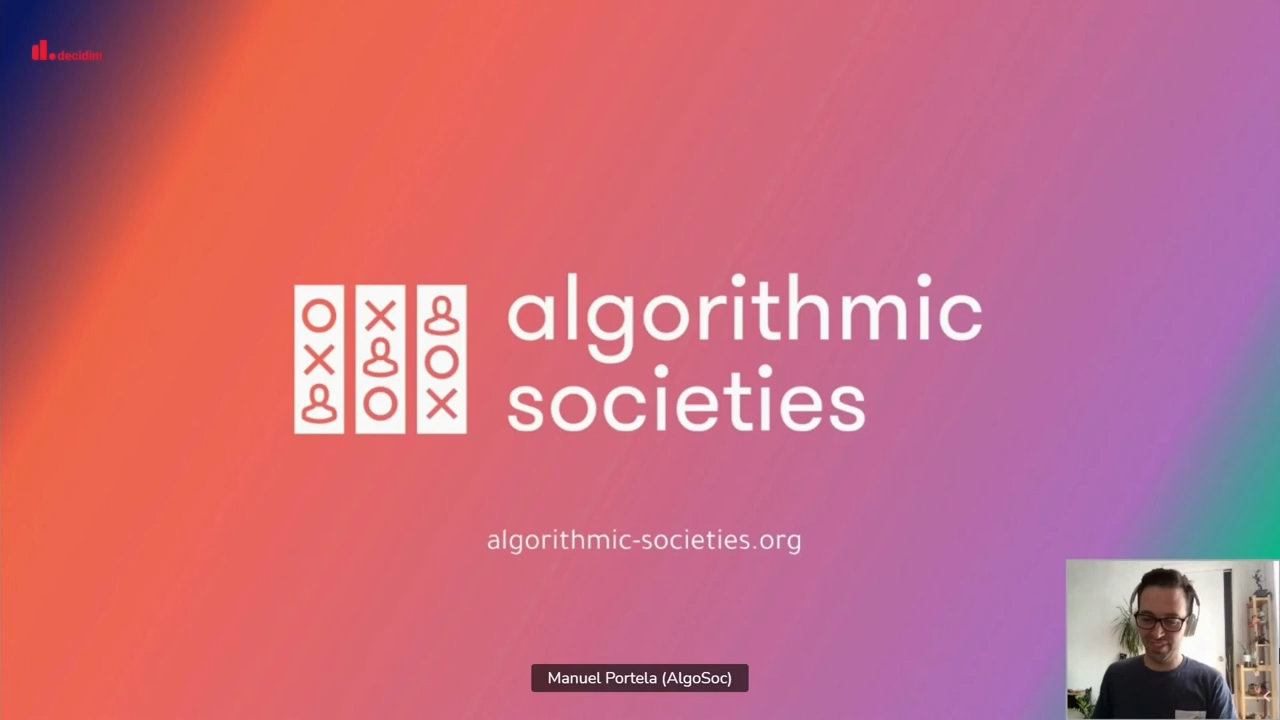 decidim
algorithmic
societies
algorithmic-societies.org
Manuel Portela (AlgoSoc)